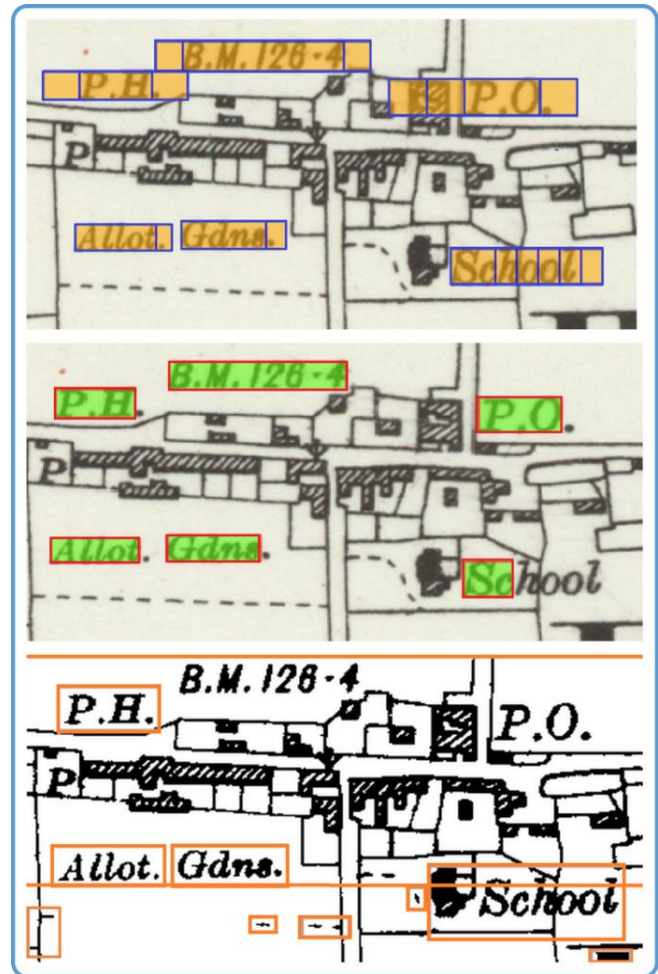 B.M.126·4
P.H.
P.O.
P
Allot. Gdns.
School
B.M.126·4
P.H.
P.O.
P
Allot. Gdns.
School
B.M.126·4
P.H.
P.O.
P
Allot. Gdns.
School